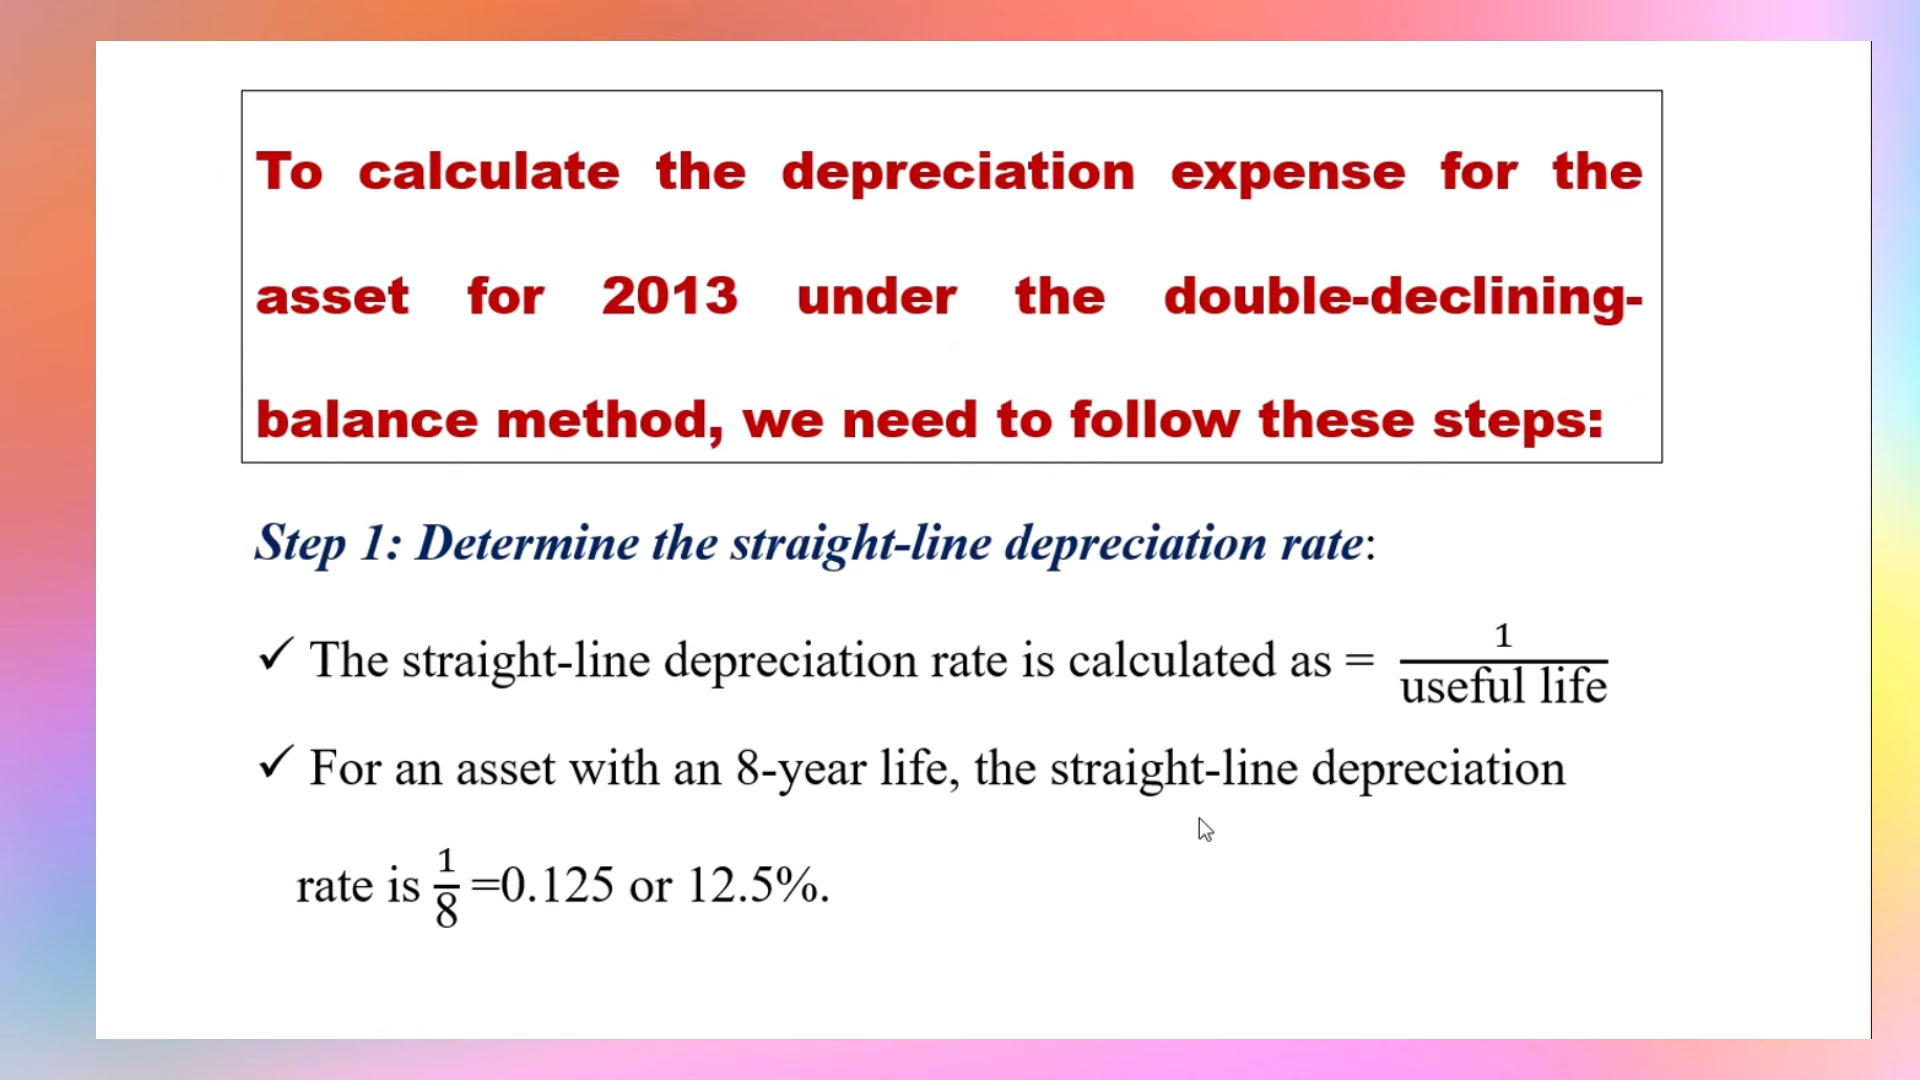 To calculate the depreciation expense for the
asset for 2013 under the double-declining-
balance method, we need to follow these steps:
Step 1: Determine the straight-line depreciation rate:
✓ The straight-line depreciation rate is calculated as = 1/useful life
✓ For an asset with an 8-year life, the straight-line depreciation
rate is 1/8 =0.125 or 12.5%.